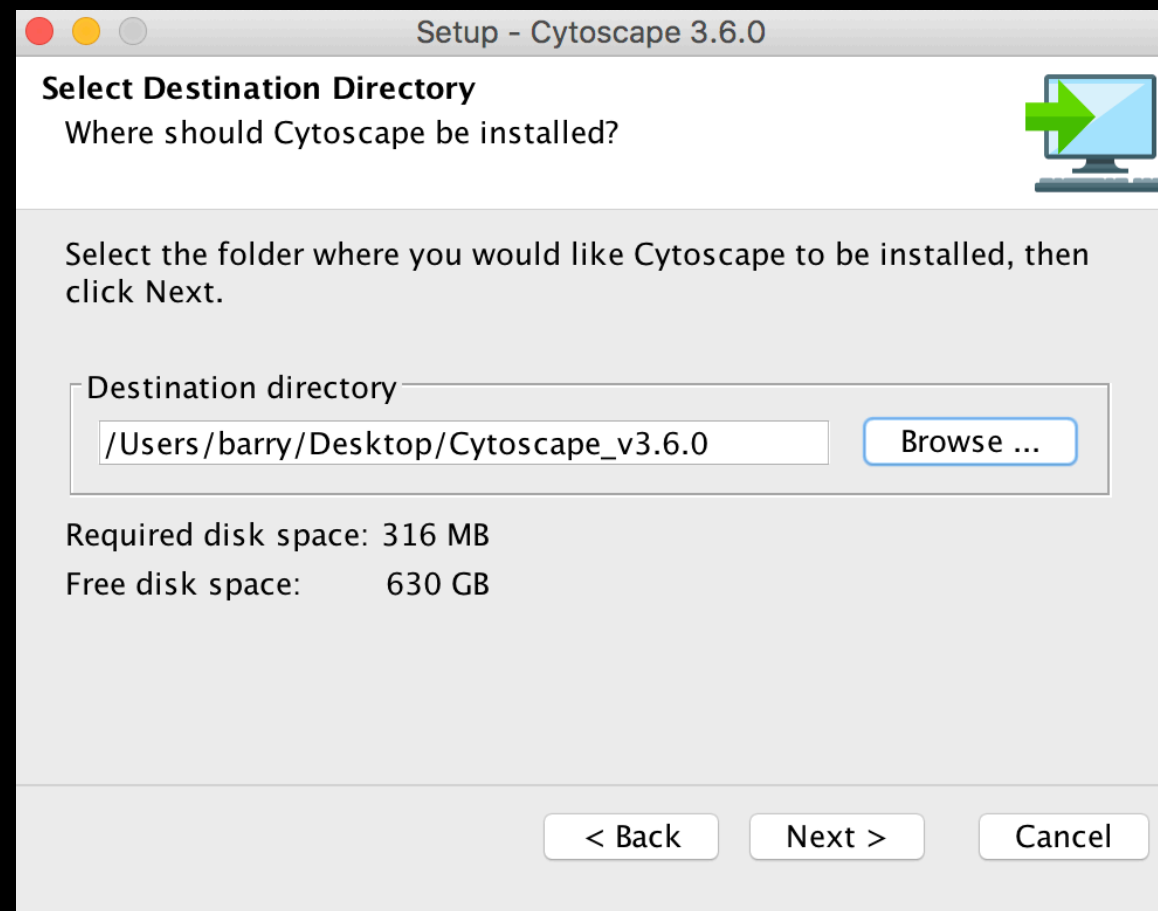 Setup - Cytoscape 3.6.0
Select Destination Directory
Where should Cytoscape be installed?
Select the folder where you would like Cytoscape to be installed, then
click Next.
Destination directory
/Users/barry/Desktop/Cytoscape_v3.6.0 Browse ...
Required disk space: 316 MB
Free disk space: 630 GB
< Back Next > Cancel